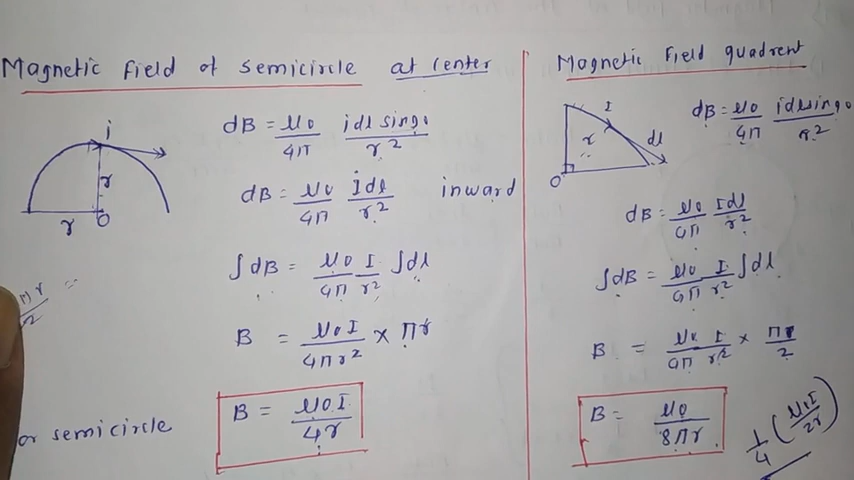 Magnetic Field of semicircle at center
i
r
r
O
dB = μ0/4π idl sin90/r²
dB = μ0/4π Idl/r² inward
∫dB = μ0/4π I/r² ∫dl
B = μ0I/4πr² × πr
or semicircle
B = μ0I/4r
Magnetic Field quadrent
I
r
dl
O
dB = μ0/4π idl sin90/r²
dB = μ0/4π Idl/r²
∫dB = μ0/4π I/r² ∫dl
B = μ0/4π I/r² × πr/2
B = μ0/8πr
1/4 (μ0I/2r)